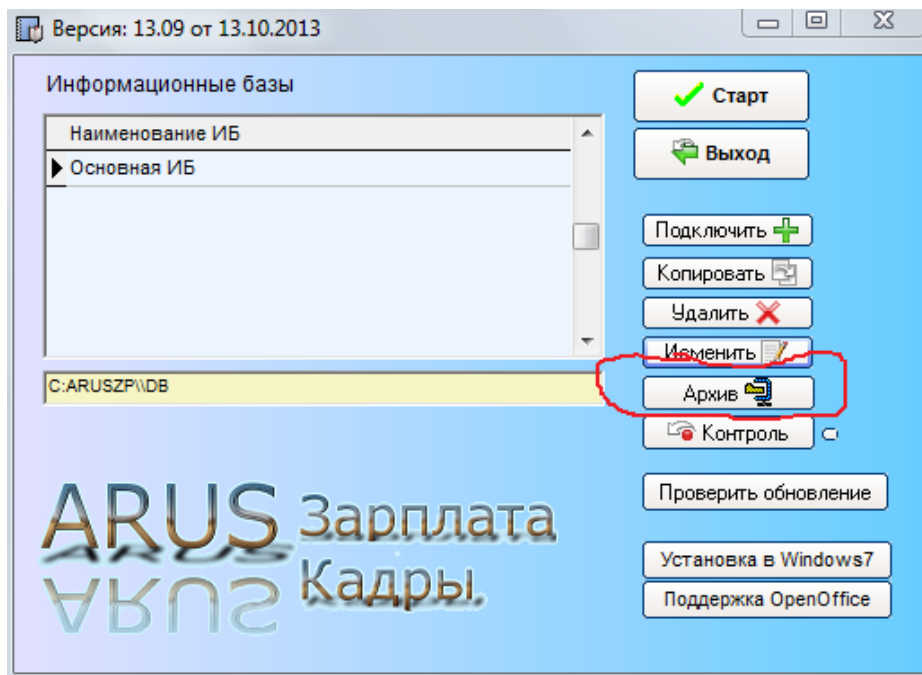 Версия: 13.09 от 13.10.2013
Информационные базы
Наименование ИБ
Основная ИБ
C:ARUSZP\\DB
Старт
Выход
Подключить
Копировать
Удалить
Изменить
Архив
Контроль
Проверить обновление
Установка в Windows7
Поддержка OpenOffice
ARUS Зарплата
Кадры
ARUS